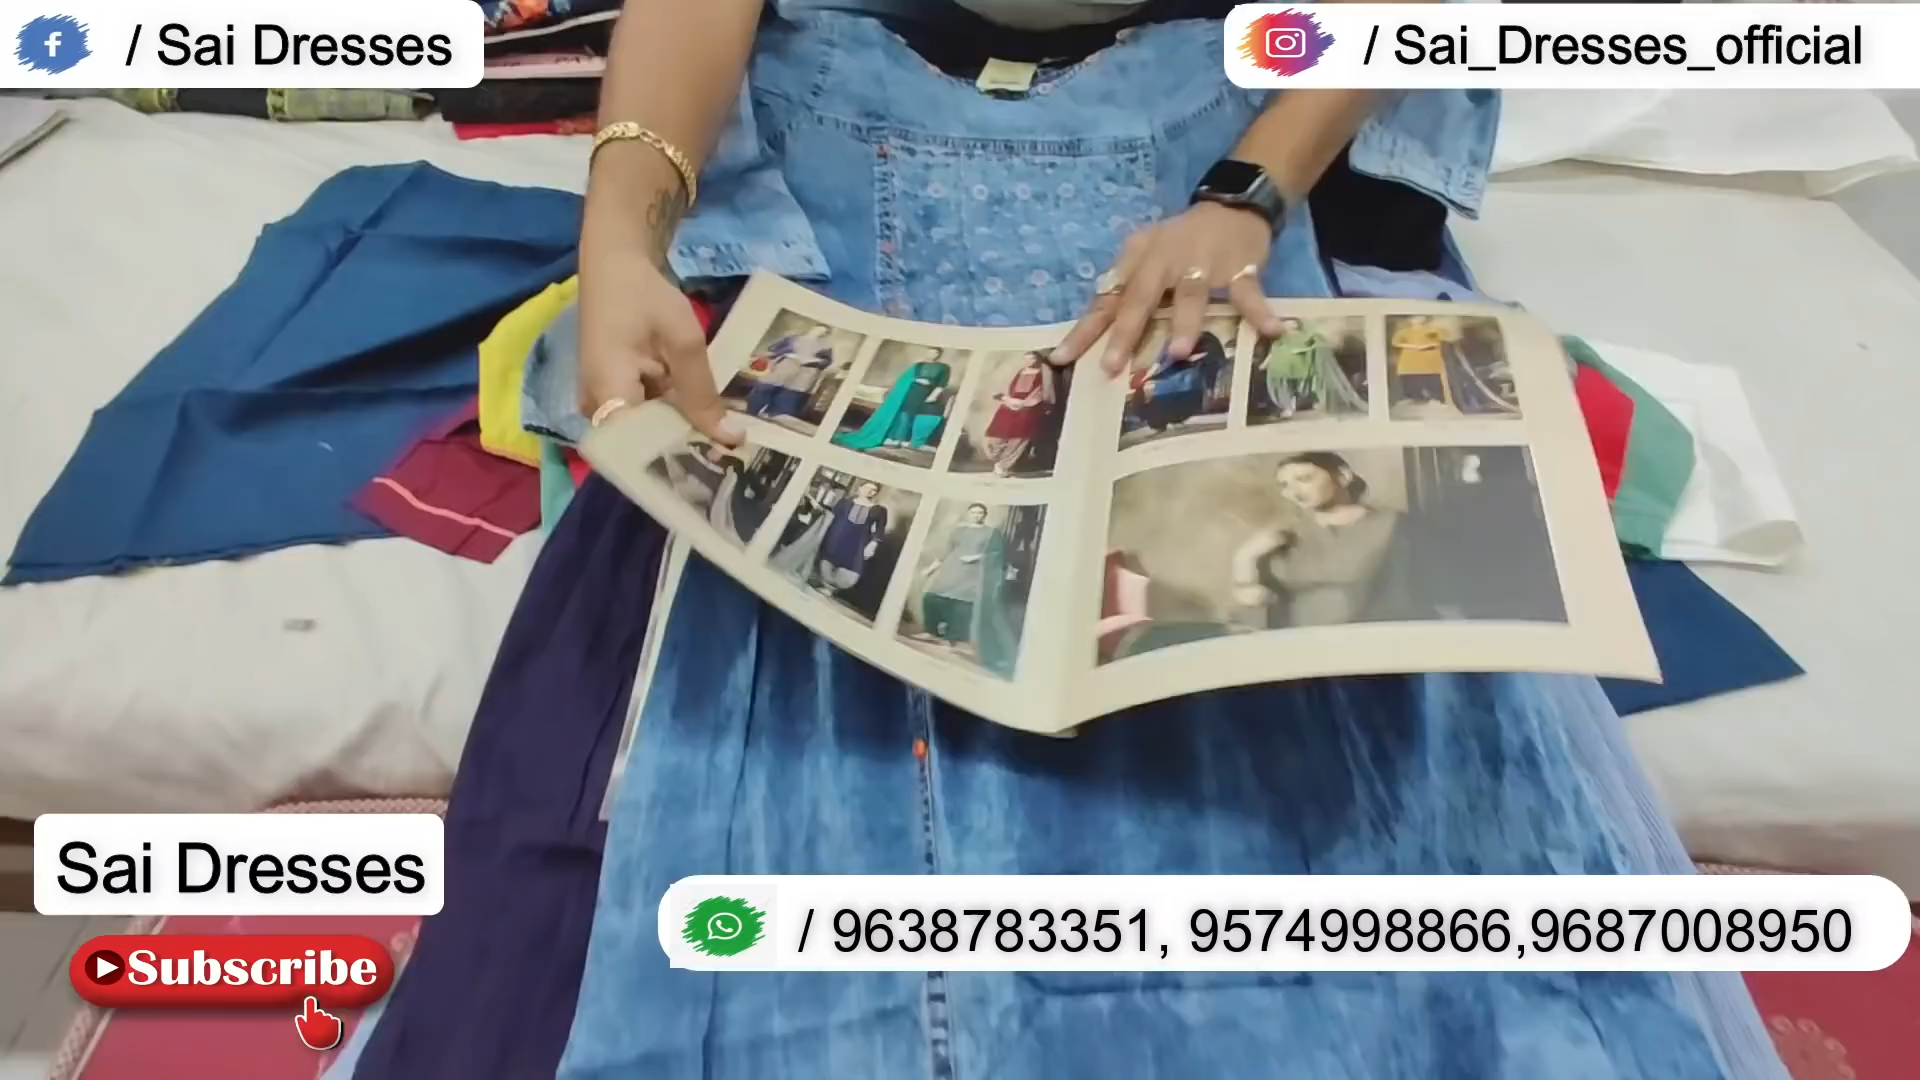 / Sai Dresses
/ Sai_Dresses_official
Sai Dresses
Subscribe
/ 9638783351, 9574998866,9687008950